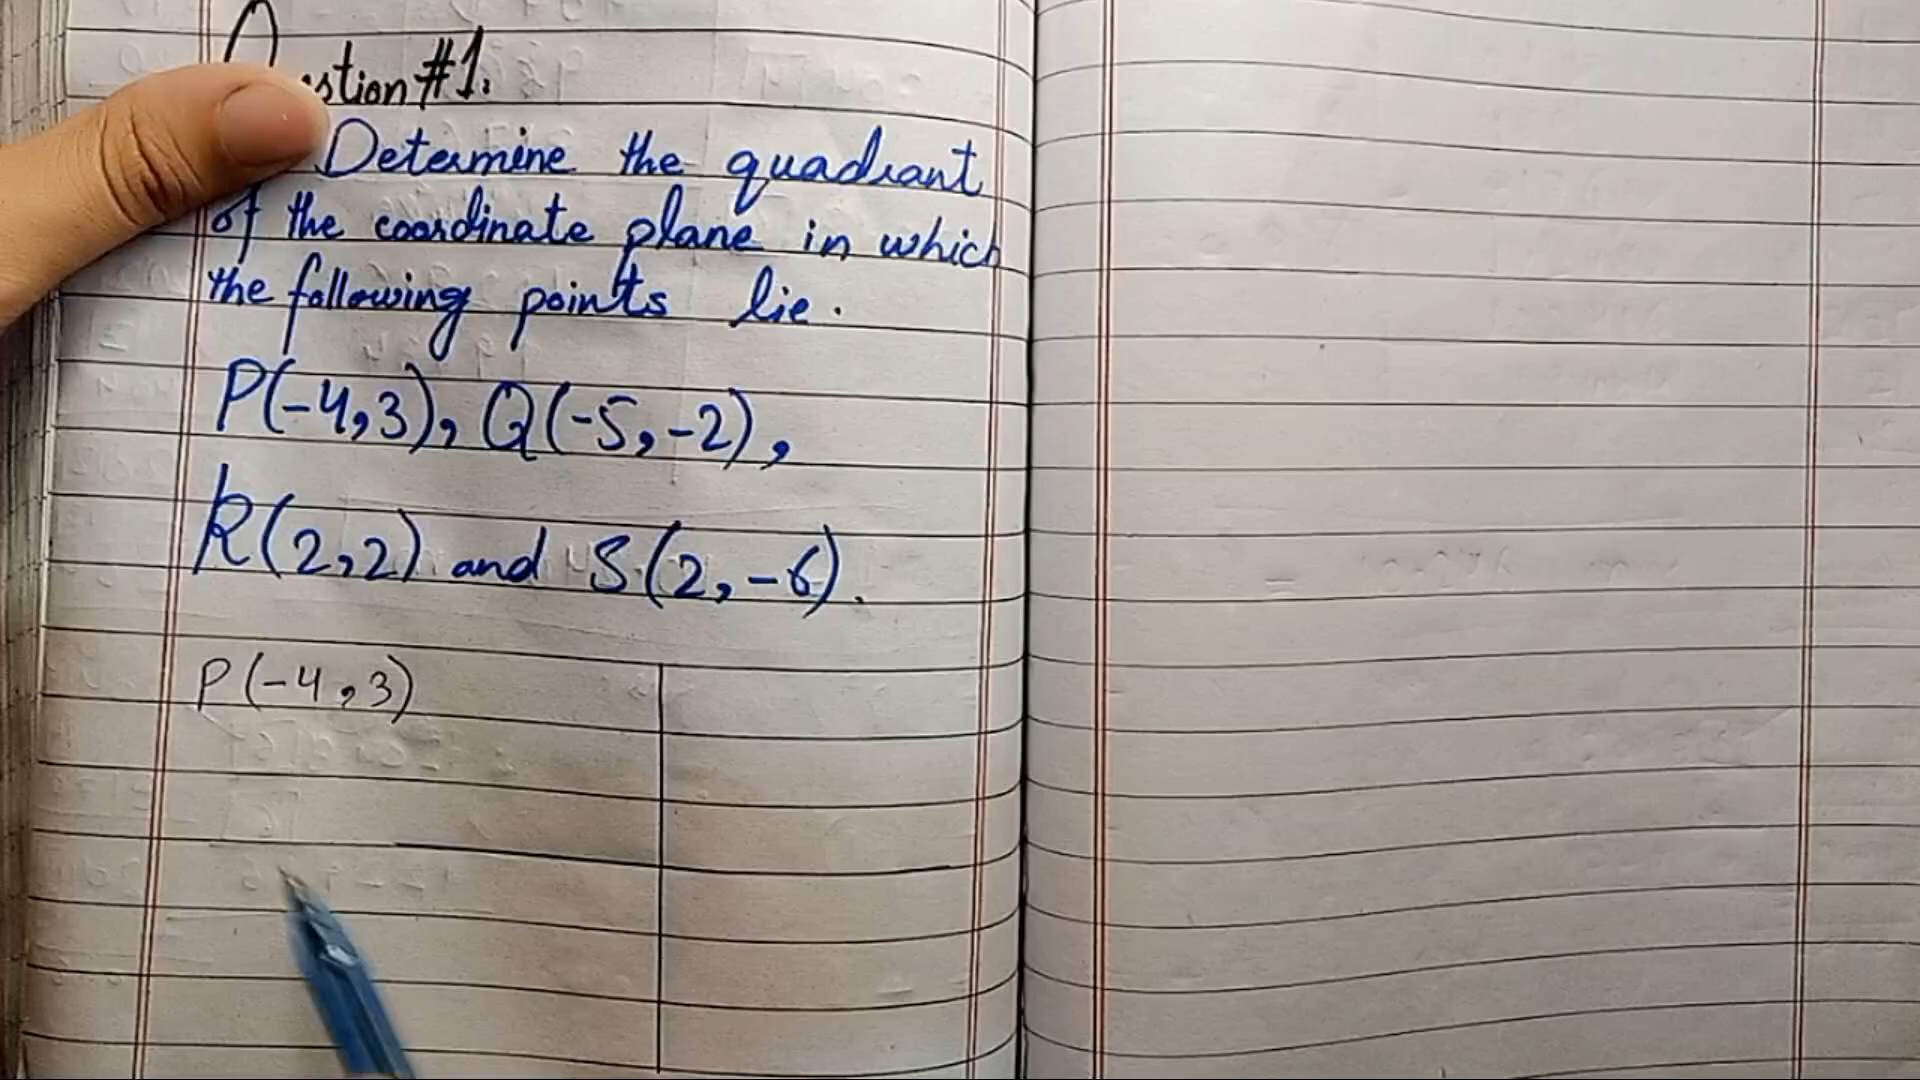 #1.
Determine the quadrant
of the coordinate plane in which
the following points lie.
P(-4,3), Q(-5,-2),
R(2,2) and S(2,-6).
P(-4,3)